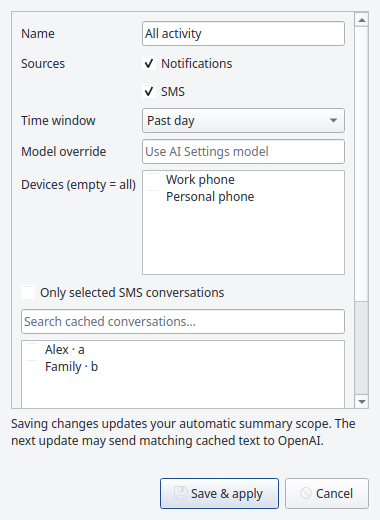 Name
All activity
Sources
Notifications
SMS
Time window
Past day
Model override
Use AI Settings model
Devices (empty = all)
Work phone
Personal phone
Only selected SMS conversations
Search cached conversations...
Alex · a
Family · b
Saving changes updates your automatic summary scope. The
next update may send matching cached text to OpenAI.
Save & apply
Cancel